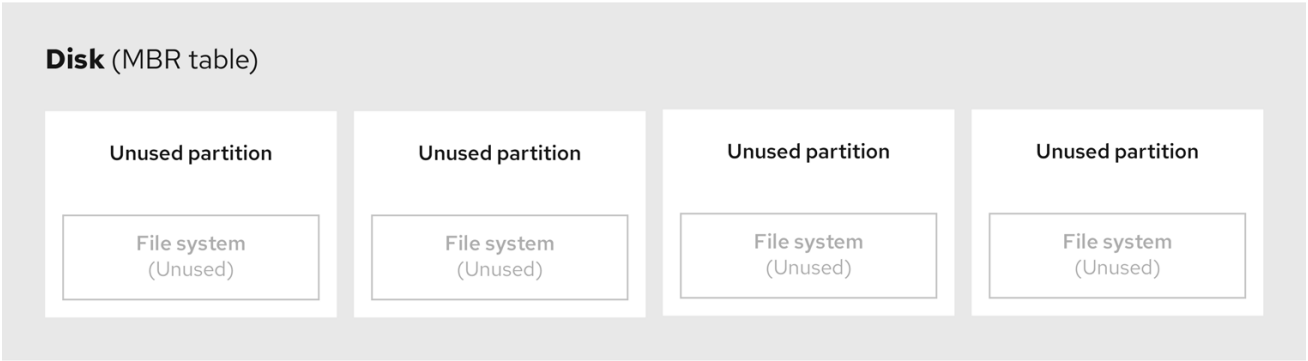 Disk (MBR table)
Unused partition
File system
(Unused)
Unused partition
File system
(Unused)
Unused partition
File system
(Unused)
Unused partition
File system
(Unused)